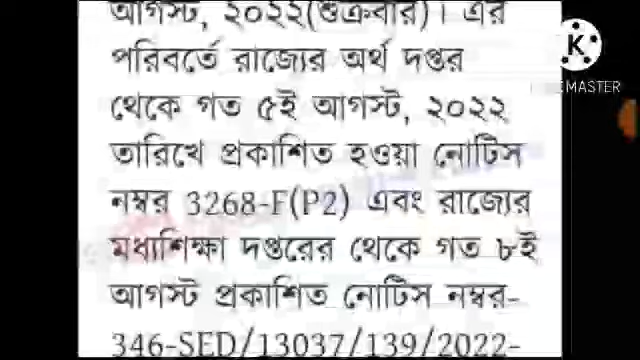 আগস্ট, ২০২২(শুক্রবার)। এর
পরিবর্তে রাজ্যের অর্থ দপ্তর
থেকে গত ৫ই আগস্ট, ২০২২
তারিখে প্রকাশিত হওয়া নোটিস
নম্বর 3268-F(P2) এবং রাজ্যের
মধ্যশিক্ষা দপ্তরের থেকে গত ৮ই
আগস্ট প্রকাশিত নোটিস নম্বর-
346-SED/13037/139/2022-
K
EMASTER